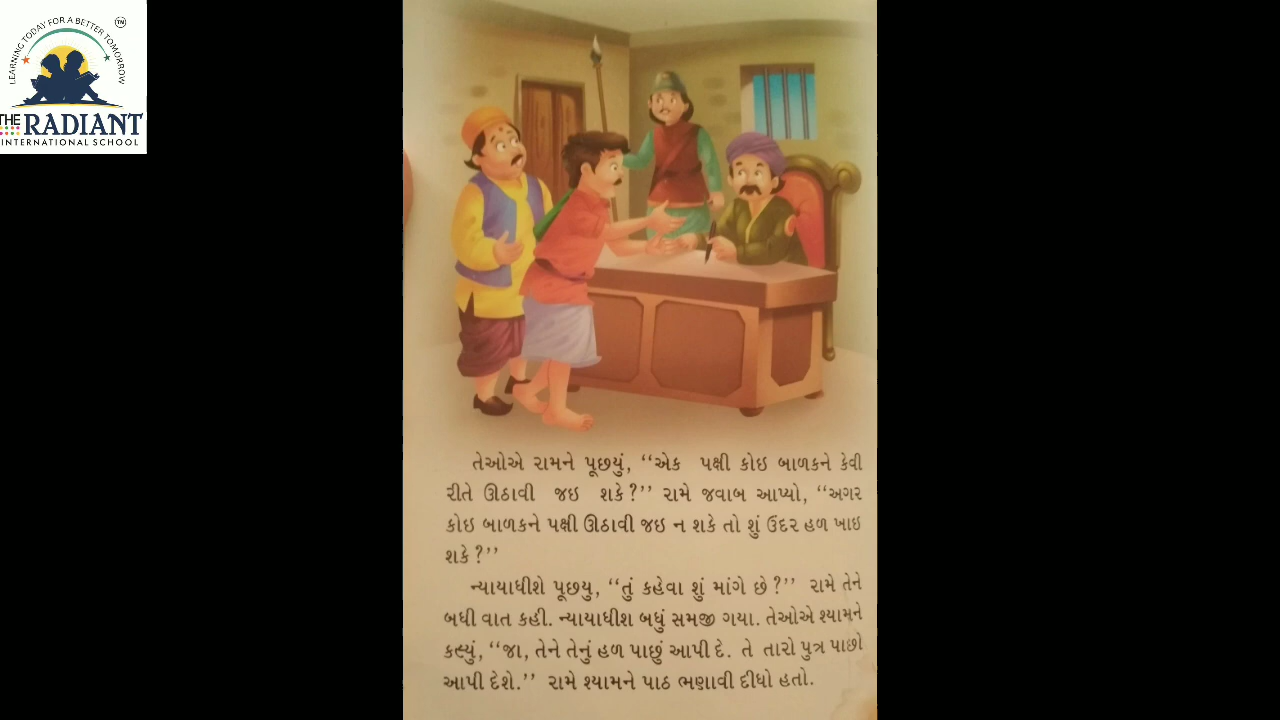 LEARNING TODAY FOR A BETTER TOMORROW
TM
THE RADIANT
INTERNATIONAL SCHOOL
તેઓએ રામને પૂછયું, ‘‘એક પક્ષી કોઇ બાળકને કેવી
રીતે ઊઠાવી જઇ શકે ?’’ રામે જવાબ આપ્યો, ‘‘અગર
કોઇ બાળકને પક્ષી ઊઠાવી જઇ ન શકે તો શું ઉંદર હળ ખાઇ
શકે ?’’
ન્યાયાધીશે પૂછયુ, ‘‘તું કહેવા શું માંગે છે ?’’ રામે તેને
બધી વાત કહી. ન્યાયાધીશ બધું સમજી ગયા. તેઓએ શ્યામને
કહ્યું, ‘‘જા, તેને તેનું હળ પાછું આપી દે. તે તારો પુત્ર પાછો
આપી દેશે.’’ રામે શ્યામને પાઠ ભણાવી દીધો હતો.